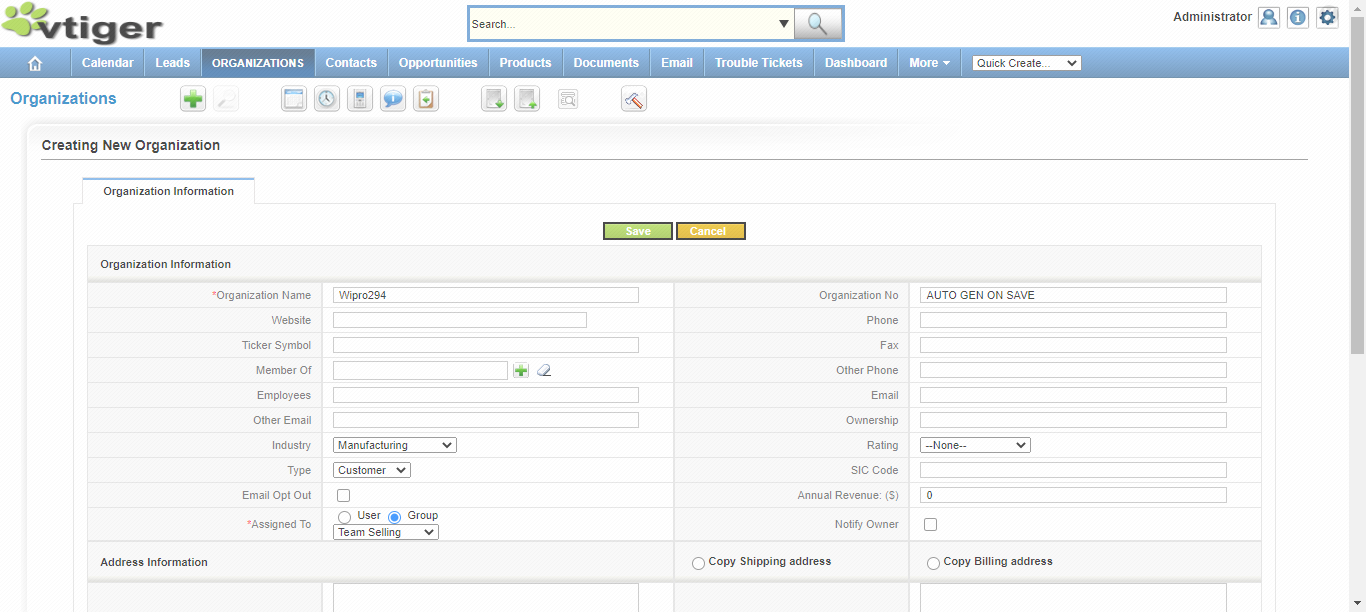 vtiger
Search...
Administrator
Calendar Leads ORGANIZATIONS Contacts Opportunities Products Documents Email Trouble Tickets Dashboard More Quick Create...
Organizations
Creating New Organization
Organization Information
Save Cancel
Organization Information
*Organization Name Wipro294 Organization No AUTO GEN ON SAVE
Website Phone
Ticker Symbol Fax
Member Of Other Phone
Employees Email
Other Email Ownership
Industry Manufacturing Rating --None--
Type Customer SIC Code
Email Opt Out Annual Revenue: ($) 0
*Assigned To User Group Notify Owner
Team Selling
Address Information Copy Shipping address Copy Billing address